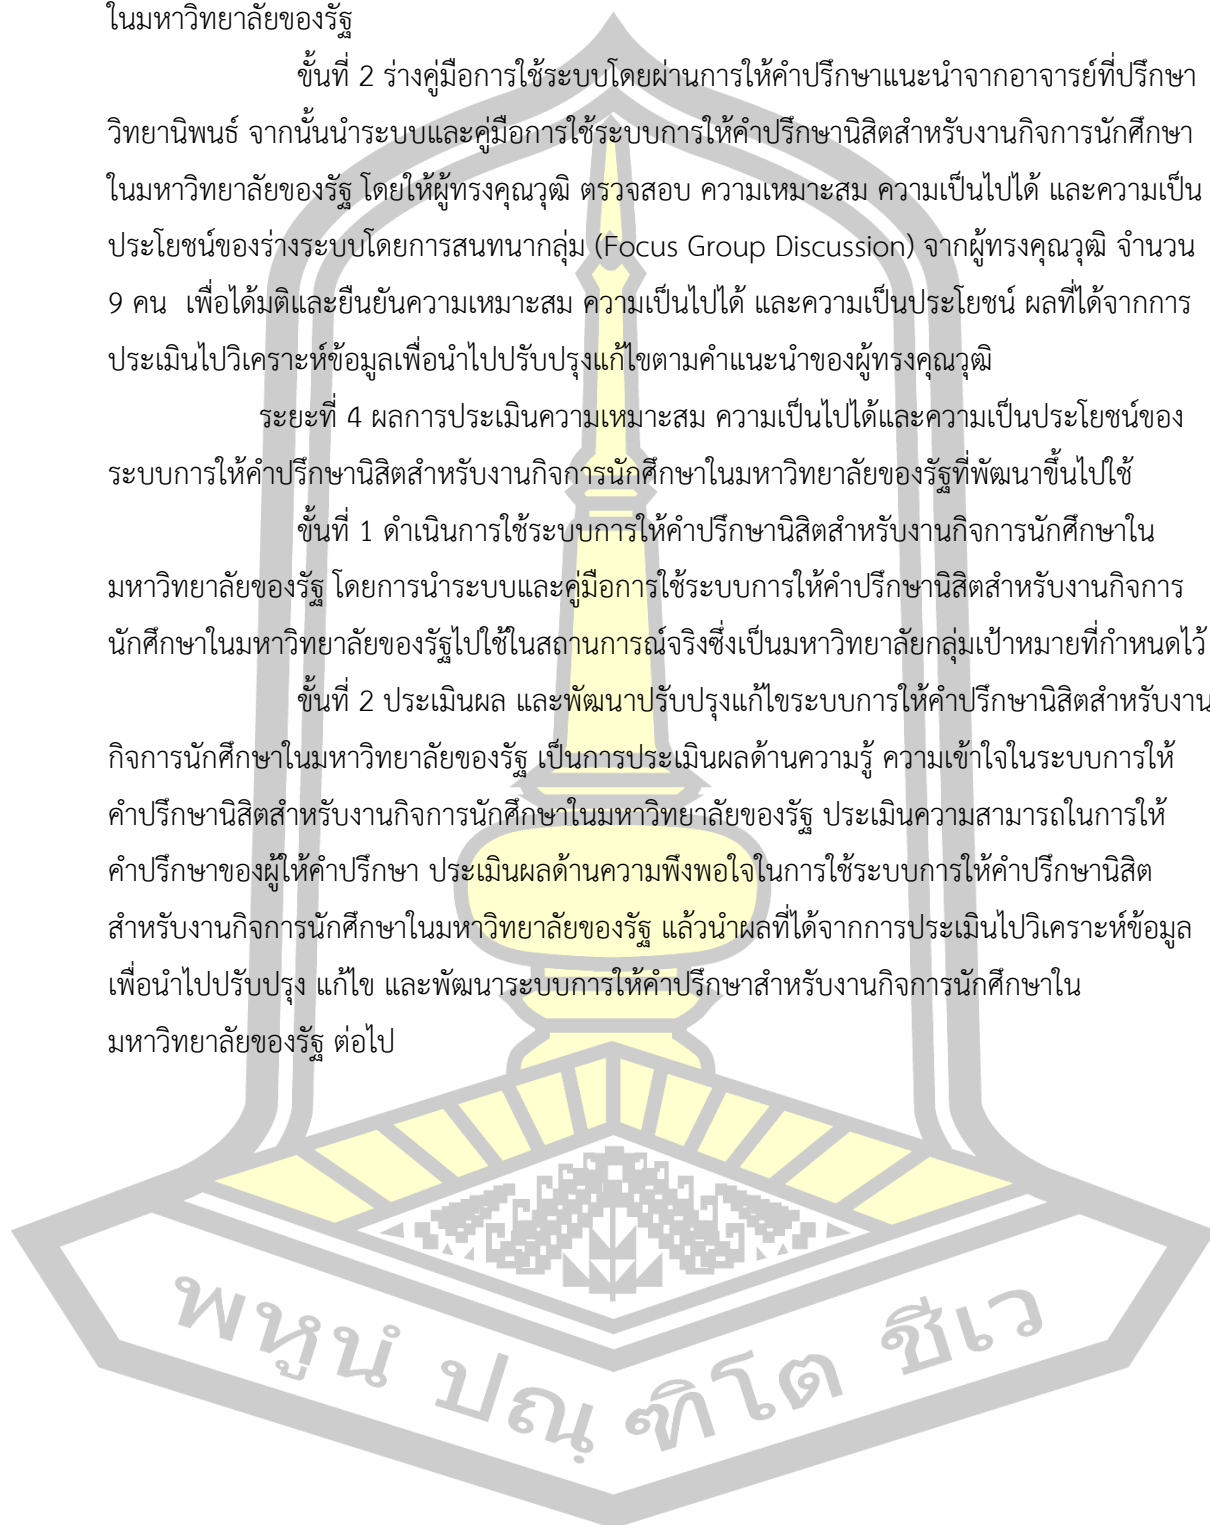 ในมหาวิทยาลัยของรัฐ
ขั้นที่ 2 ร่างคู่มือการใช้ระบบโดยผ่านการให้คำปรึกษาแนะนำจากอาจารย์ที่ปรึกษา
วิทยานิพนธ์ จากนั้นนำระบบและคู่มือการใช้ระบบการให้คำปรึกษานิสิตสำหรับงานกิจการนักศึกษา
ในมหาวิทยาลัยของรัฐ โดยให้ผู้ทรงคุณวุฒิ ตรวจสอบ ความเหมาะสม ความเป็นไปได้ และความเป็น
ประโยชน์ของร่างระบบโดยการสนทนากลุ่ม (Focus Group Discussion) จากผู้ทรงคุณวุฒิ จำนวน
9 คน เพื่อได้มติและยืนยันความเหมาะสม ความเป็นไปได้ และความเป็นประโยชน์ ผลที่ได้จากการ
ประเมินไปวิเคราะห์ข้อมูลเพื่อนำไปปรับปรุงแก้ไขตามคำแนะนำของผู้ทรงคุณวุฒิ
ระยะที่ 4 ผลการประเมินความเหมาะสม ความเป็นไปได้และความเป็นประโยชน์ของ
ระบบการให้คำปรึกษานิสิตสำหรับงานกิจการนักศึกษาในมหาวิทยาลัยของรัฐที่พัฒนาขึ้นไปใช้
ขั้นที่ 1 ดำเนินการใช้ระบบการให้คำปรึกษานิสิตสำหรับงานกิจการนักศึกษาใน
มหาวิทยาลัยของรัฐ โดยการนำระบบและคู่มือการใช้ระบบการให้คำปรึกษานิสิตสำหรับงานกิจการ
นักศึกษาในมหาวิทยาลัยของรัฐไปใช้ในสถานการณ์จริงซึ่งเป็นมหาวิทยาลัยกลุ่มเป้าหมายที่กำหนดไว้
ขั้นที่ 2 ประเมินผล และพัฒนาปรับปรุงแก้ไขระบบการให้คำปรึกษานิสิตสำหรับงาน
กิจการนักศึกษาในมหาวิทยาลัยของรัฐ เป็นการประเมินผลด้านความรู้ ความเข้าใจในระบบการให้
คำปรึกษานิสิตสำหรับงานกิจการนักศึกษาในมหาวิทยาลัยของรัฐ ประเมินความสามารถในการให้
คำปรึกษาของผู้ให้คำปรึกษา ประเมินผลด้านความพึงพอใจในการใช้ระบบการให้คำปรึกษานิสิต
สำหรับงานกิจการนักศึกษาในมหาวิทยาลัยของรัฐ แล้วนำผลที่ได้จากการประเมินไปวิเคราะห์ข้อมูล
เพื่อนำไปปรับปรุง แก้ไข และพัฒนาระบบการให้คำปรึกษาสำหรับงานกิจการนักศึกษาใน
มหาวิทยาลัยของรัฐ ต่อไป
พหูนํ ปณฺฑิโต ชีเว